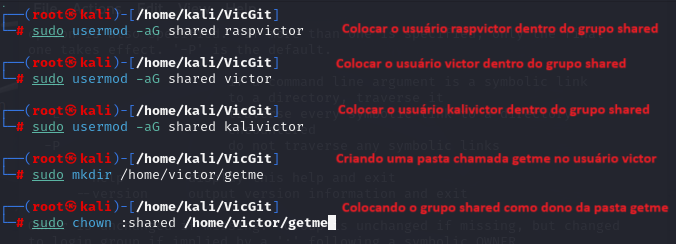 ┌──(root㉿kali)-[/home/kali/VicGit]
└─# sudo usermod -aG shared raspvictor Colocar o usuário raspvictor dentro do grupo shared
┌──(root㉿kali)-[/home/kali/VicGit]
└─# sudo usermod -aG shared victor Colocar o usuário victor dentro do grupo shared
┌──(root㉿kali)-[/home/kali/VicGit]
└─# sudo usermod -aG shared kalivictor Colocar o usuário kalivictor dentro do grupo shared
┌──(root㉿kali)-[/home/kali/VicGit]
└─# sudo mkdir /home/victor/getme Criando uma pasta chamada getme no usuário victor
┌──(root㉿kali)-[/home/kali/VicGit]
└─# sudo chown :shared /home/victor/getme Colocando o grupo shared como dono da pasta getme